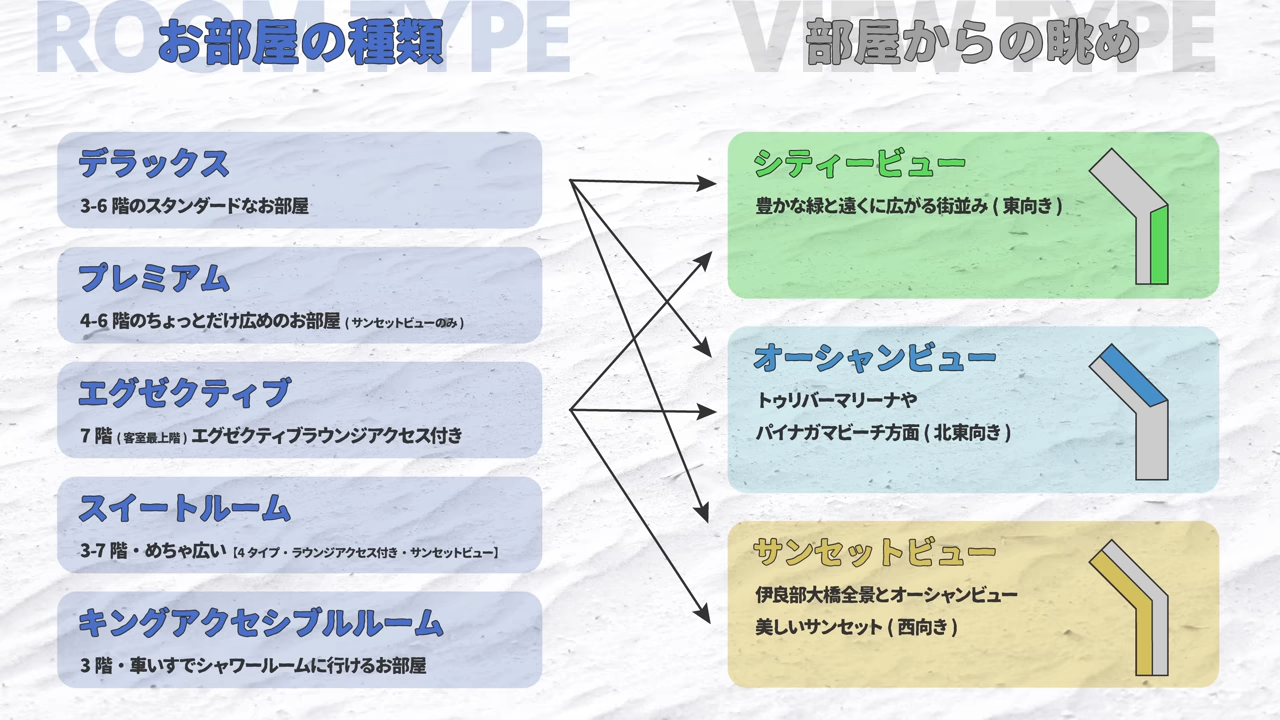 ROOM TYPE
お部屋の種類
デラックス
3-6 階のスタンダードなお部屋
プレミアム
4-6 階のちょっとだけ広めのお部屋 ( サンセットビューのみ )
エグゼクティブ
7 階 ( 客室最上階 ) エグゼクティブラウンジアクセス付き
スイートルーム
3-7 階・めちゃ広い【4 タイプ・ラウンジアクセス付き・サンセットビュー】
キングアクセシブルルーム
3 階・車いすでシャワールームに行けるお部屋
VIEW TYPE
部屋からの眺め
シティービュー
豊かな緑と遠くに広がる街並み ( 東向き )
オーシャンビュー
トゥリバーマリーナや
パイナガマビーチ方面 ( 北東向き )
サンセットビュー
伊良部大橋全景とオーシャンビュー
美しいサンセット ( 西向き )